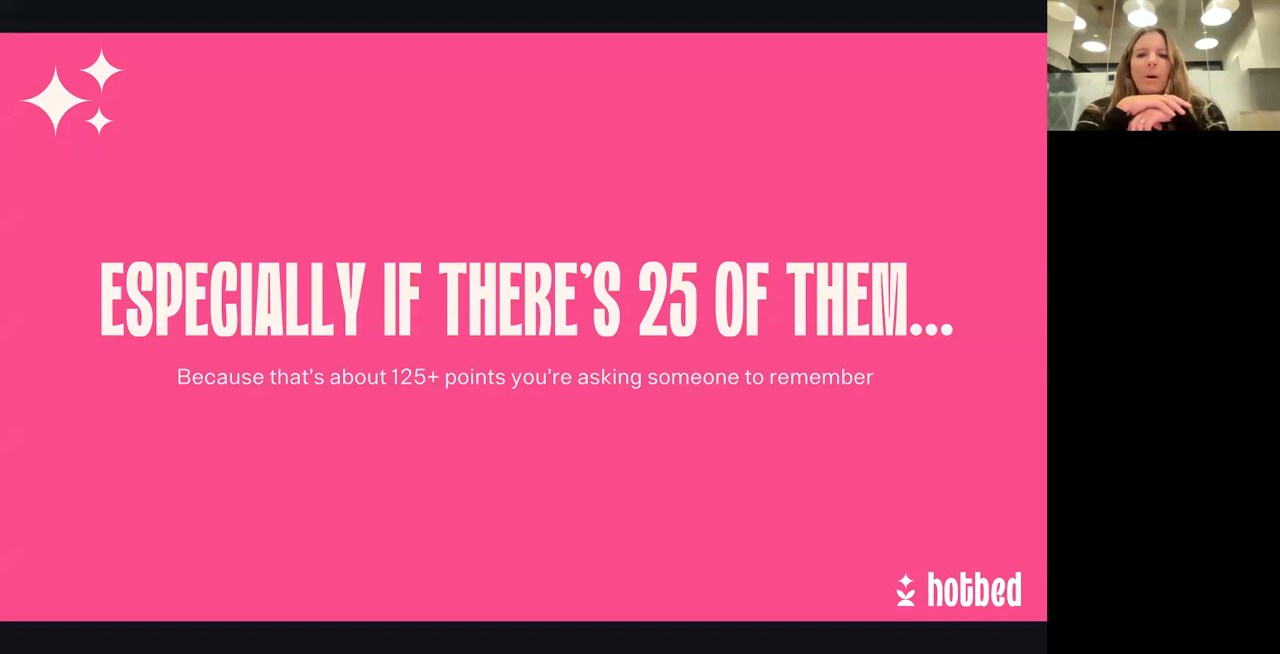 ESPECIALLY IF THERE’S 25 OF THEM...
Because that’s about 125+ points you’re asking someone to remember
hotbed